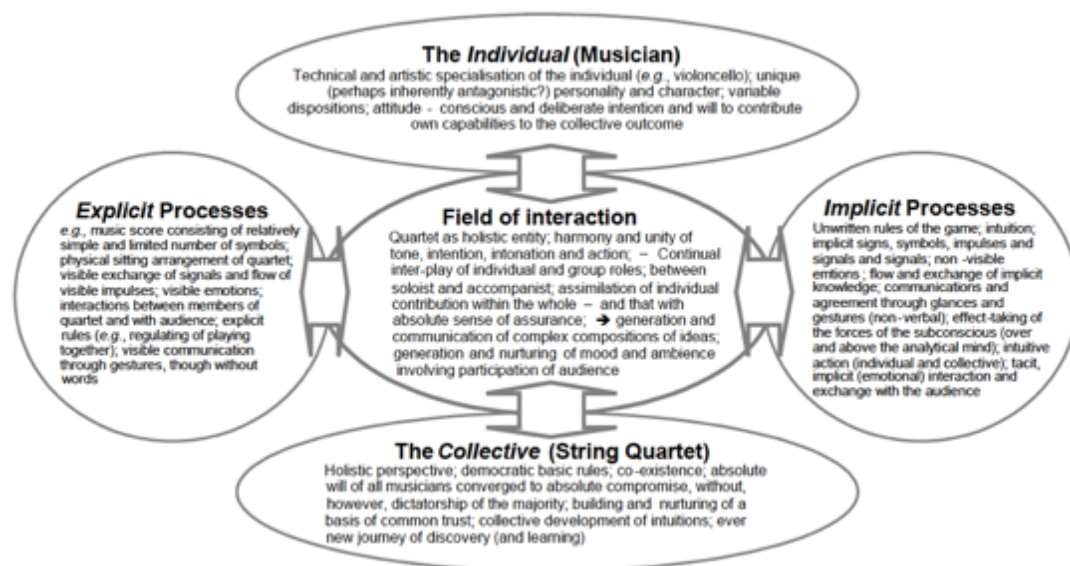 The Individual (Musician)
Technical and artistic specialisation of the individual (e.g., violoncello); unique
(perhaps inherently antagonistic?) personality and character; variable
dispositions; attitude - conscious and deliberate intention and will to contribute
own capabilities to the collective outcome
Explicit Processes
e.g., music score consisting of relatively
simple and limited number of symbols;
physical sitting arrangement of quartet;
visible exchange of signals and flow of
visible impulses; visible emotions;
interactions between members of
quartet and with audience; explicit
rules (e.g., regulating of playing
together); visible communication
through gestures, though without
words
Field of interaction
Quartet as holistic entity; harmony and unity of
tone, intention, intonation and action; – Continual
inter-play of individual and group roles; between
soloist and accompanist; assimilation of individual
contribution within the whole – and that with
absolute sense of assurance; ➔ generation and
communication of complex compositions of ideas;
generation and nurturing of mood and ambience
involving participation of audience
Implicit Processes
Unwritten rules of the game; intuition;
implicit signs, symbols, impulses and
signals and signals; non -visible
emtions ; flow and exchange of implicit
knowledge; communications and
agreement through glances and
gestures (non-verbal); effect-taking of
the forces of the subconscious (over
and above the analytical mind); intuitive
action (individual and collective); tacit,
implicit (emotional) interaction and
exchange with the audience
The Collective (String Quartet)
Holistic perspective; democratic basic rules; co-existence; absolute
will of all musicians converged to absolute compromise, without,
however, dictatorship of the majority; building and nurturing of a
basis of common trust; collective development of intuitions; ever
new journey of discovery (and learning)